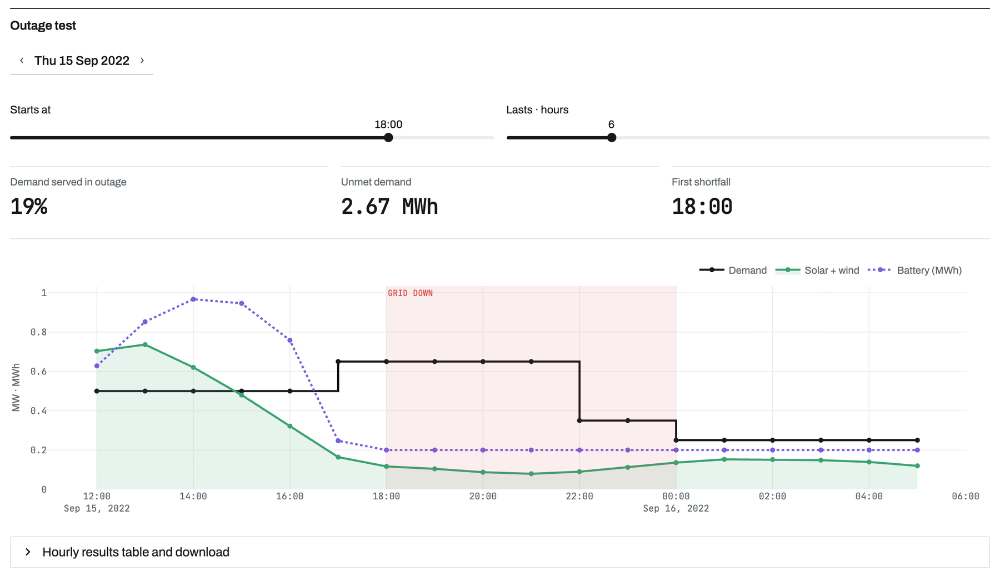 Outage test
‹ Thu 15 Sep 2022 ›
Starts at
Lasts · hours
18:00
6
Demand served in outage
Unmet demand
First shortfall
19%
2.67 MWh
18:00
Demand
Solar + wind
Battery (MWh)
GRID DOWN
MW · MWh
1
0.8
0.6
0.4
0.2
0
12:00 14:00 16:00 18:00 20:00 22:00 00:00 02:00 04:00 06:00
Sep 15, 2022 Sep 16, 2022
Hourly results table and download